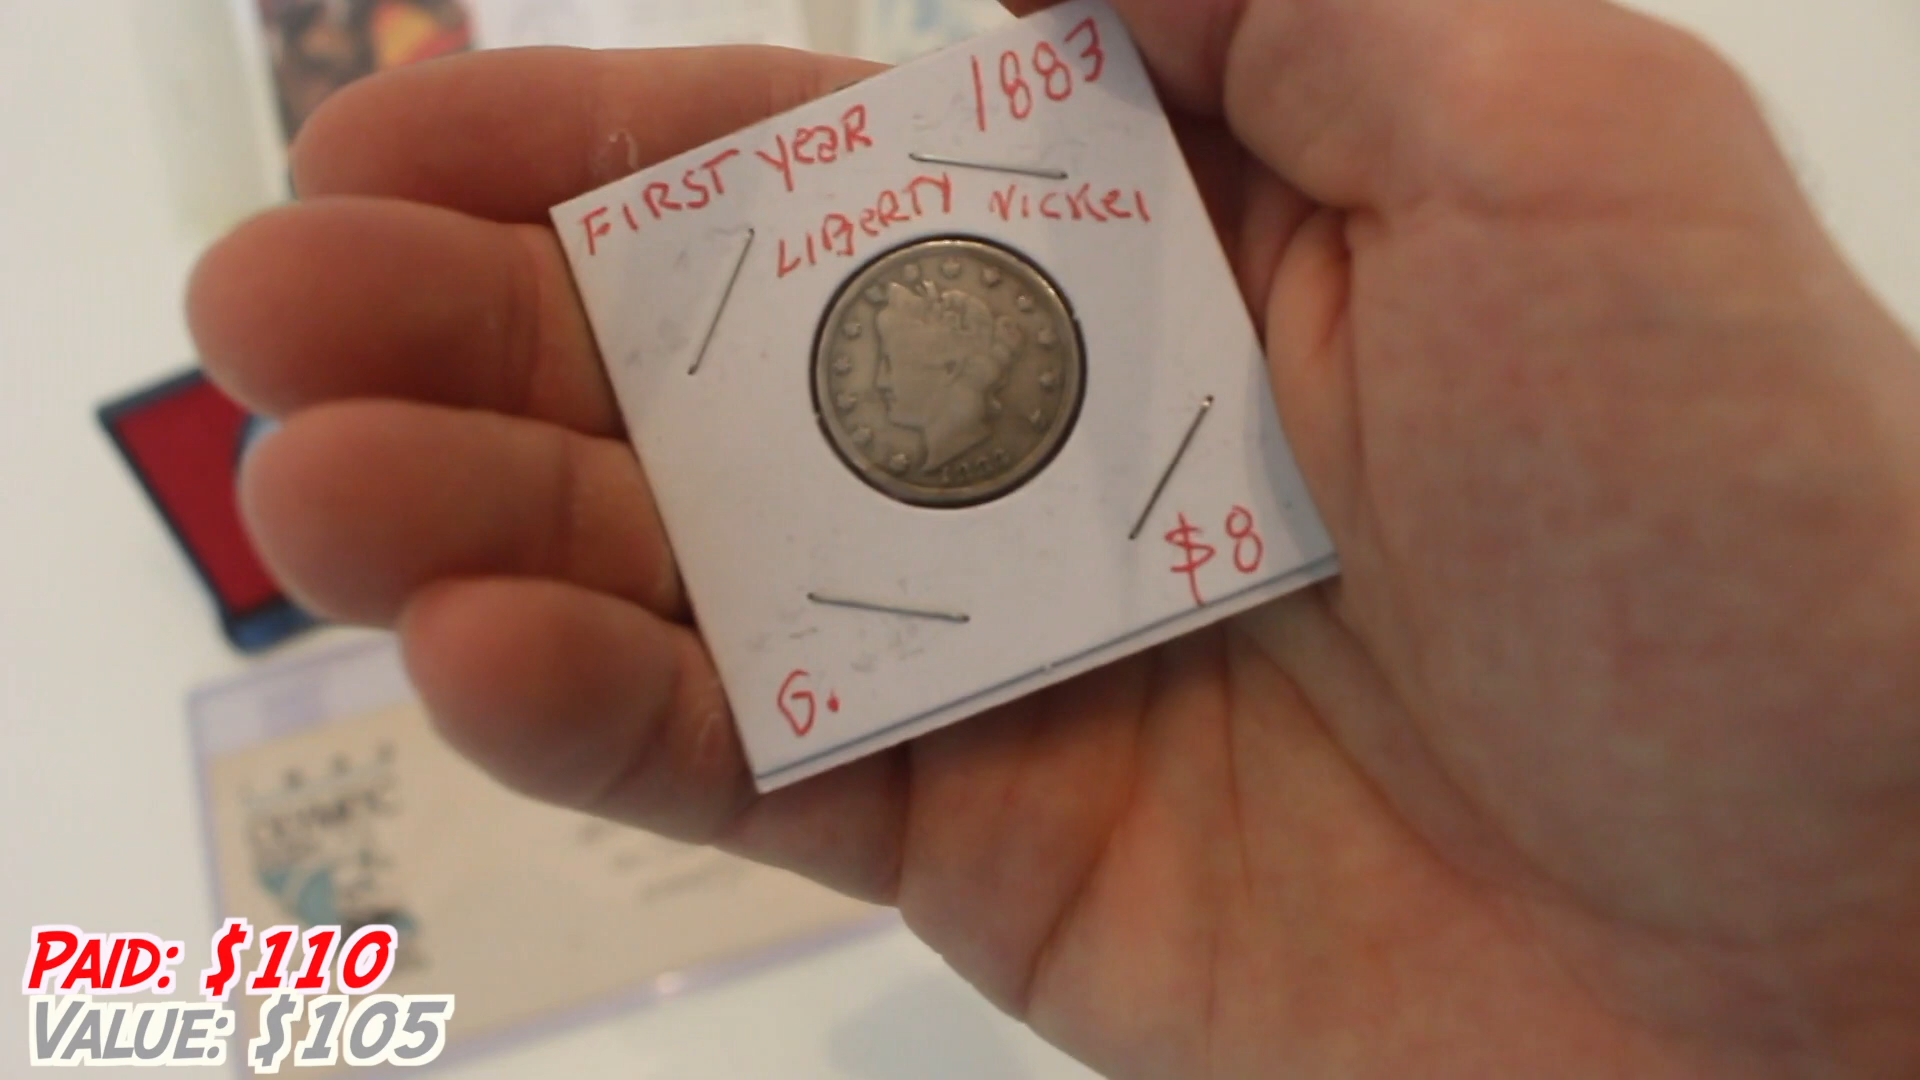 FIRST YEAR 1883
LIBERTY NICKEL
$8
G.
PAID: $110
VALUE: $105